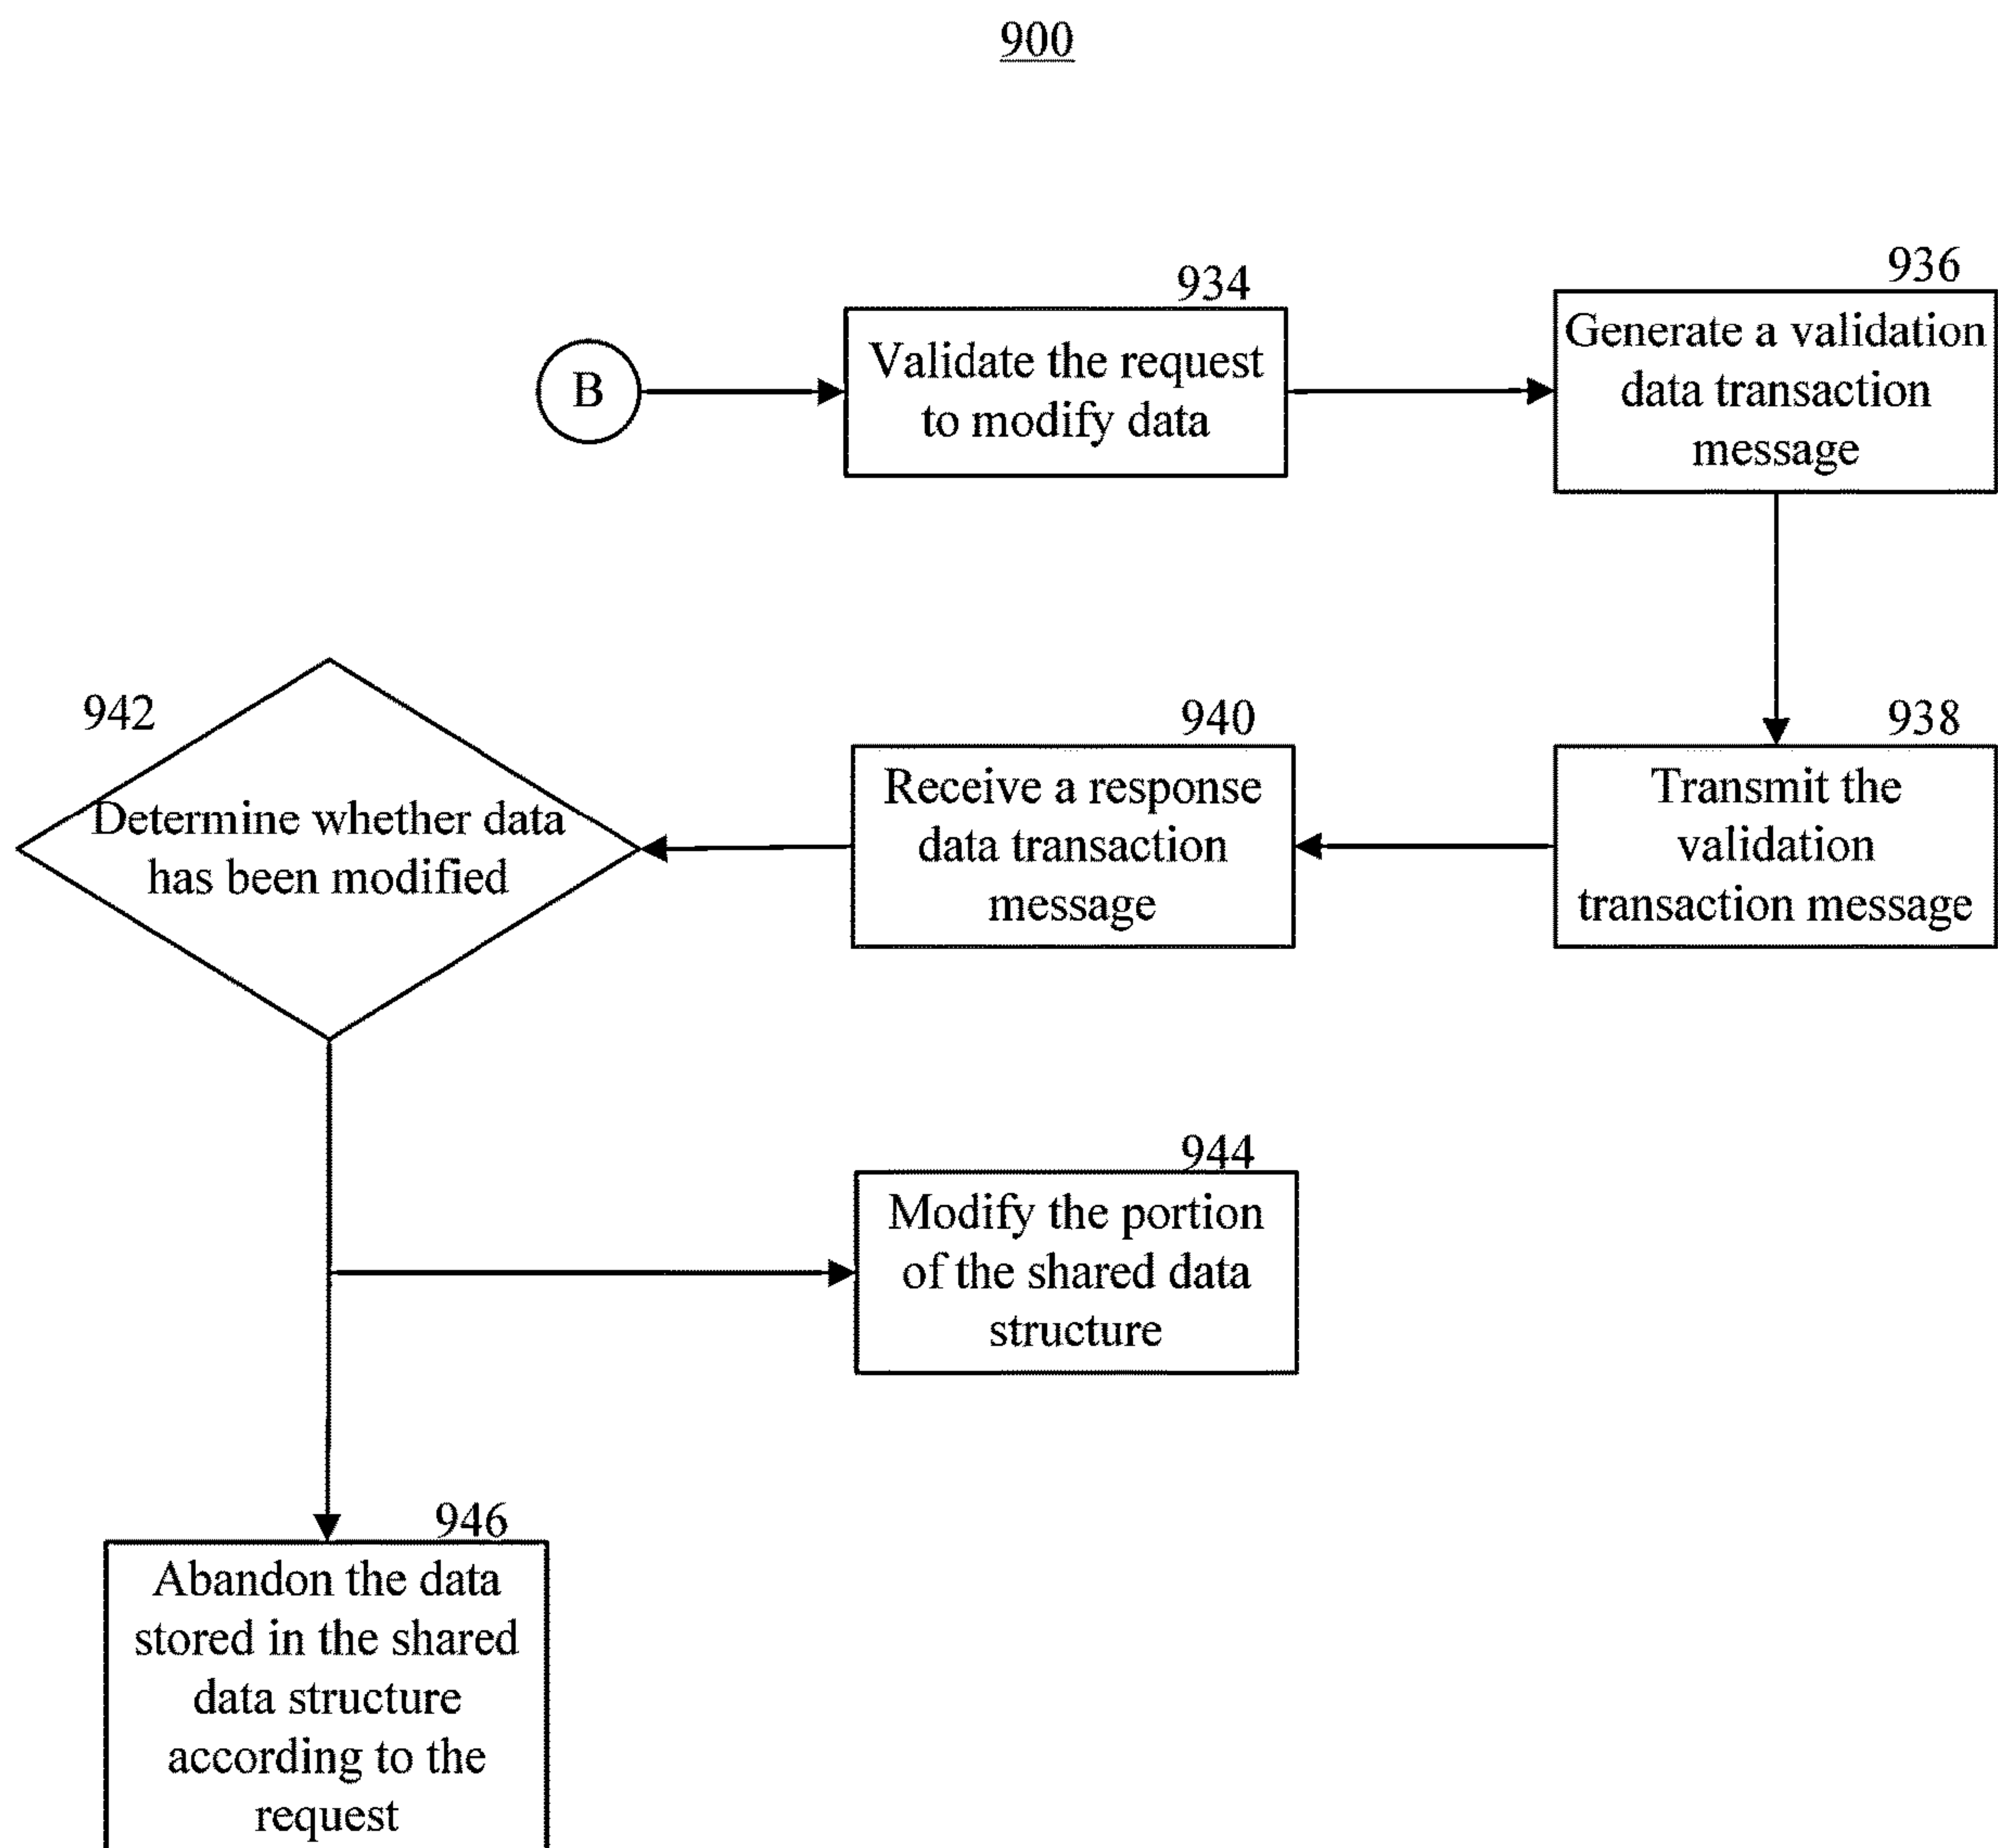 900
B
934
Validate the request
to modify data
936
Generate a validation
data transaction
message
938
Transmit the
validation
transaction message
940
Receive a response
data transaction
message
942
Determine whether data
has been modified
944
Modify the portion
of the shared data
structure
946
Abandon the data
stored in the shared
data structure
according to the
request